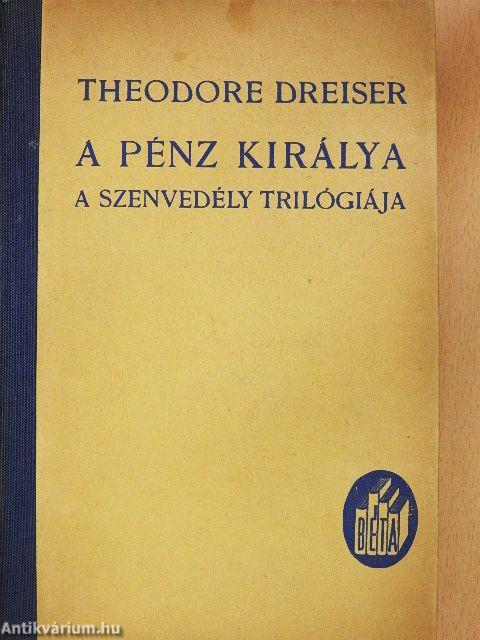 THEODORE DREISER
A PÉNZ KIRÁLYA
A SZENVEDÉLY TRILÓGIÁJA
BÉTA
Antikvárium.hu